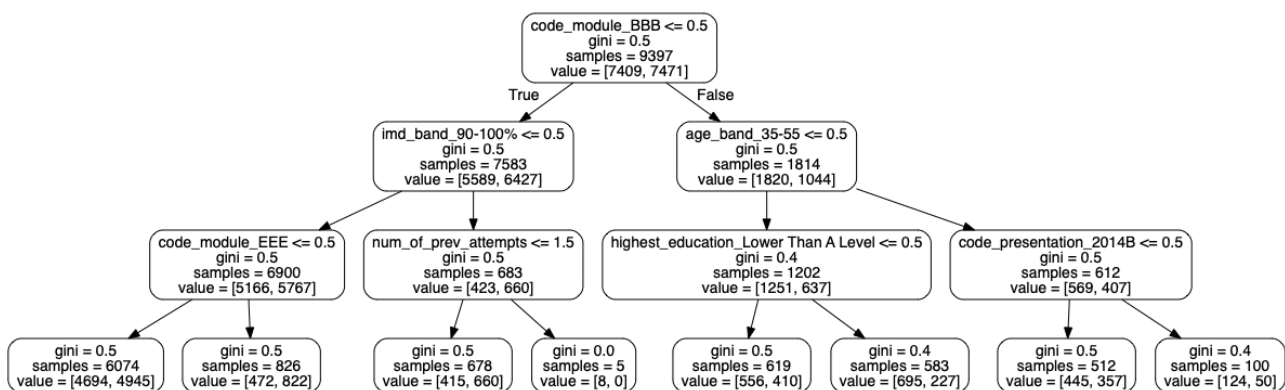 code_module_BBB <= 0.5
gini = 0.5
samples = 9397
value = [7409, 7471]
True
False
imd_band_90-100% <= 0.5
gini = 0.5
samples = 7583
value = [5589, 6427]
age_band_35-55 <= 0.5
gini = 0.5
samples = 1814
value = [1820, 1044]
code_module_EEE <= 0.5
gini = 0.5
samples = 6900
value = [5166, 5767]
num_of_prev_attempts <= 1.5
gini = 0.5
samples = 683
value = [423, 660]
highest_education_Lower Than A Level <= 0.5
gini = 0.4
samples = 1202
value = [1251, 637]
code_presentation_2014B <= 0.5
gini = 0.5
samples = 612
value = [569, 407]
gini = 0.5
samples = 6074
value = [4694, 4945]
gini = 0.5
samples = 826
value = [472, 822]
gini = 0.5
samples = 678
value = [415, 660]
gini = 0.0
samples = 5
value = [8, 0]
gini = 0.5
samples = 619
value = [556, 410]
gini = 0.4
samples = 583
value = [695, 227]
gini = 0.5
samples = 512
value = [445, 357]
gini = 0.4
samples = 100
value = [124, 50]